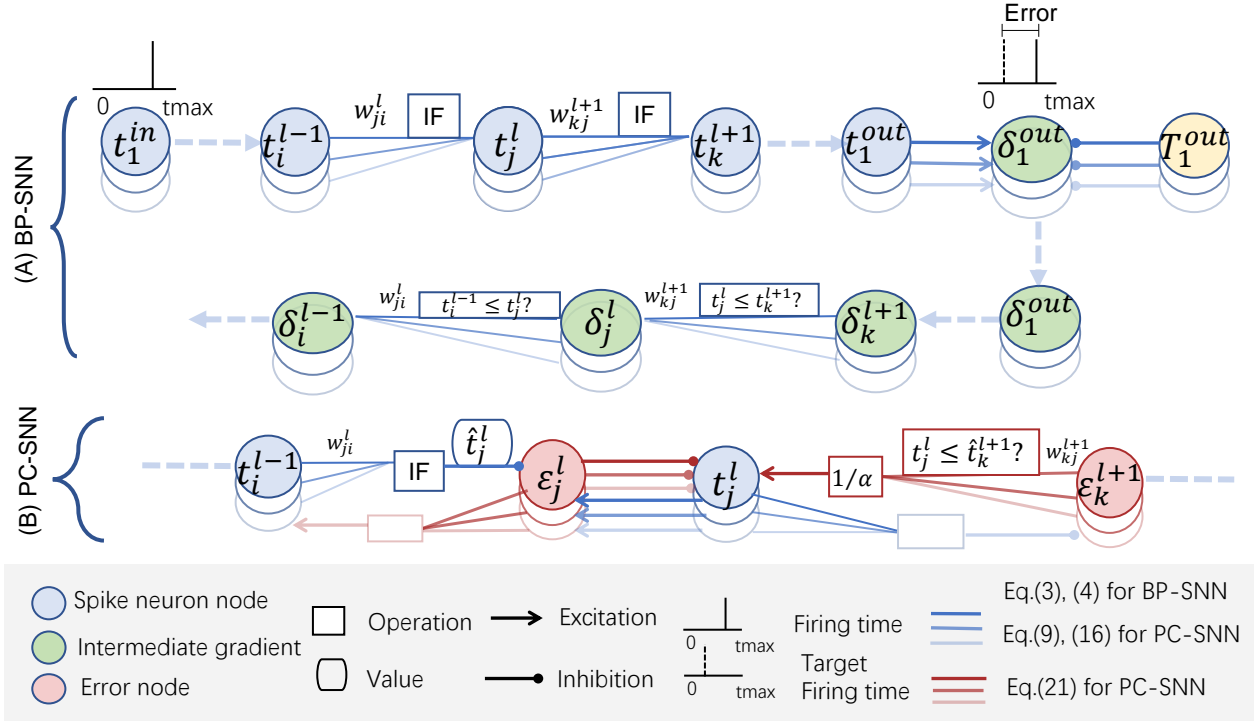 Error
0 tmax
0 tmax
(A) BP-SNN
t_1^{in}
t_i^{l-1}
w_{ji}^l
IF
t_j^l
w_{kj}^{l+1}
IF
t_k^{l+1}
t_1^{out}
δ_1^{out}
T_1^{out}
δ_i^{l-1}
w_{ji}^l
t_i^{l-1} ≤ t_j^l?
δ_j^l
w_{kj}^{l+1}
t_j^l ≤ t_k^{l+1}?
δ_k^{l+1}
δ_1^{out}
(B) PC-SNN
t_i^{l-1}
w_{ji}^l
IF
t̂_j^l
ε_j^l
t_j^l
1/α
t_j^l ≤ t̂_k^{l+1}?
w_{kj}^{l+1}
ε_k^{l+1}
Spike neuron node
Intermediate gradient
Error node
Operation
Value
Excitation
Inhibition
0 tmax
Firing time
0 tmax
Target
Firing time
Eq.(3), (4) for BP-SNN
Eq.(9), (16) for PC-SNN
Eq.(21) for PC-SNN